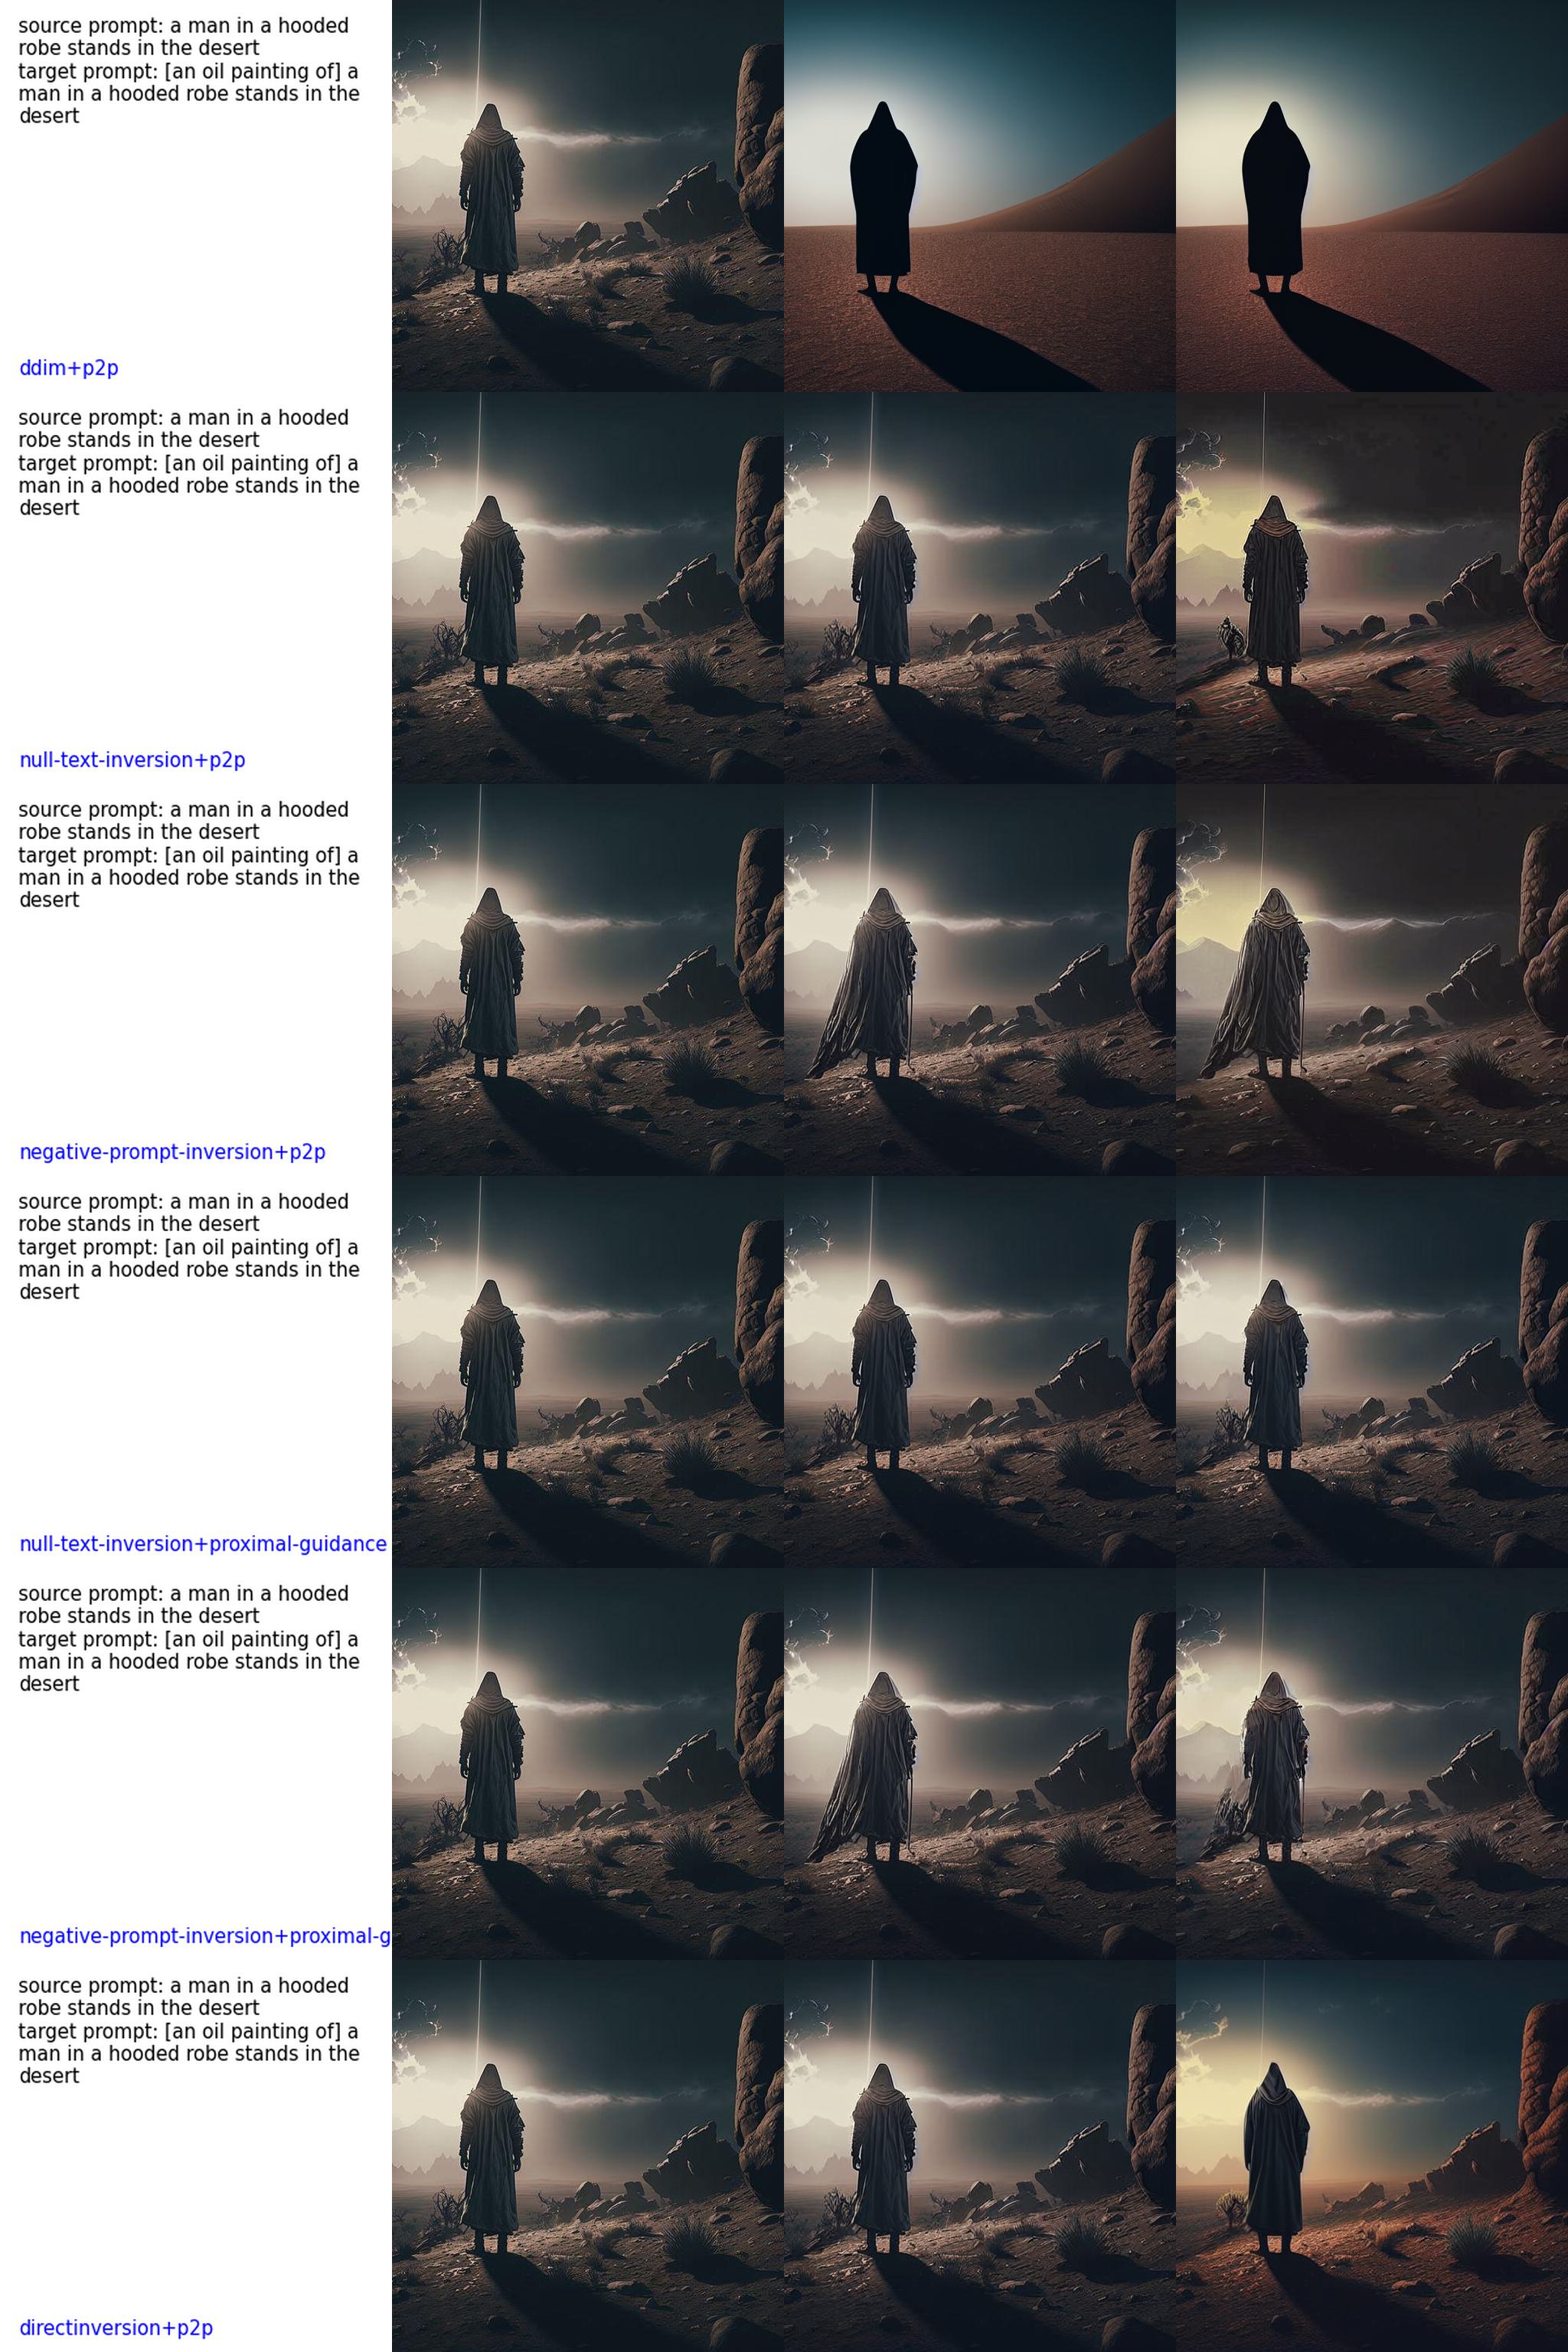 source prompt: a man in a hooded
robe stands in the desert
target prompt: [an oil painting of] a
man in a hooded robe stands in the
desert
ddim+p2p
source prompt: a man in a hooded
robe stands in the desert
target prompt: [an oil painting of] a
man in a hooded robe stands in the
desert
null-text-inversion+p2p
source prompt: a man in a hooded
robe stands in the desert
target prompt: [an oil painting of] a
man in a hooded robe stands in the
desert
negative-prompt-inversion+p2p
source prompt: a man in a hooded
robe stands in the desert
target prompt: [an oil painting of] a
man in a hooded robe stands in the
desert
null-text-inversion+proximal-guidance
source prompt: a man in a hooded
robe stands in the desert
target prompt: [an oil painting of] a
man in a hooded robe stands in the
desert
negative-prompt-inversion+proximal-g
source prompt: a man in a hooded
robe stands in the desert
target prompt: [an oil painting of] a
man in a hooded robe stands in the
desert
directinversion+p2p